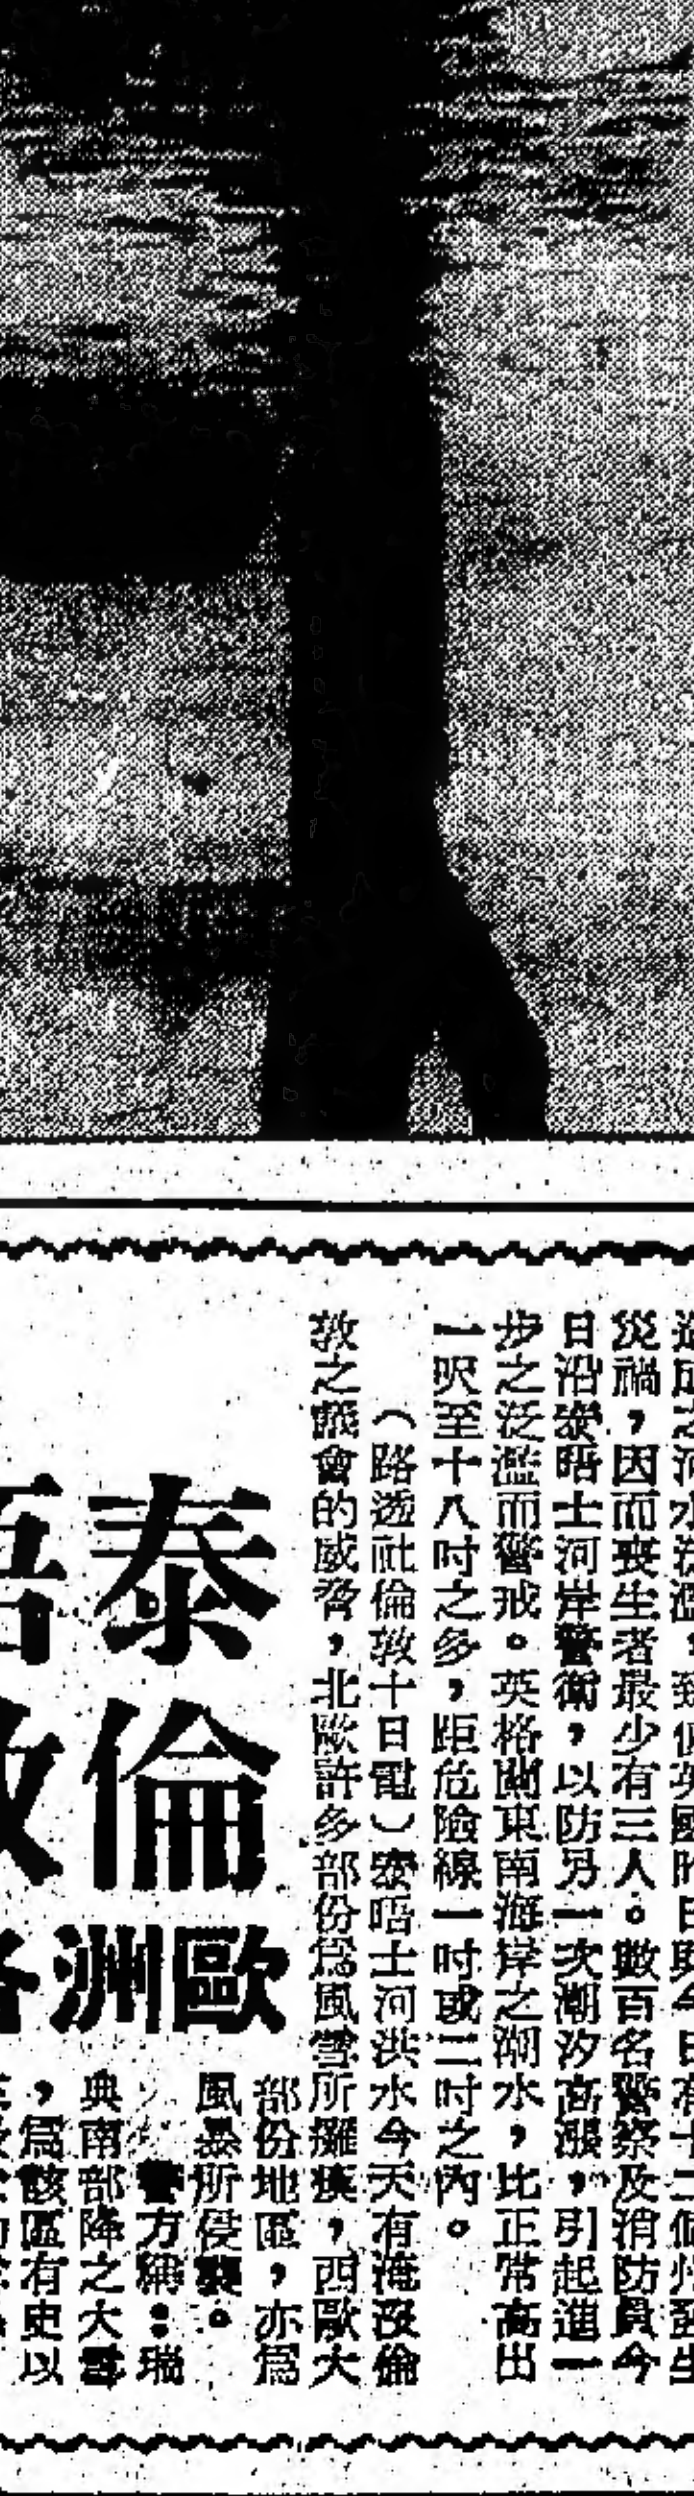 災禍，因而喪生者最少有三人。數百名警察及消防員今
日沿泰晤士河岸警衛，以防另一次潮汐高漲，引起進一
步之泛濫而警戒。英格蘭東南海岸之潮水，比正常高出
一呎至十八吋之多，距危險線一吋或二吋之內。
（路透社倫敦十日電）泰晤士河洪水今天有淹沒倫
敦之議會的威脅，北歐許多部份爲風雪所癱瘓，西歐大
部份地區，亦爲
風暴所侵襲。
警方稱：瑞
典南部降之大雪
，爲該區有史以
泰
倫
歐洲